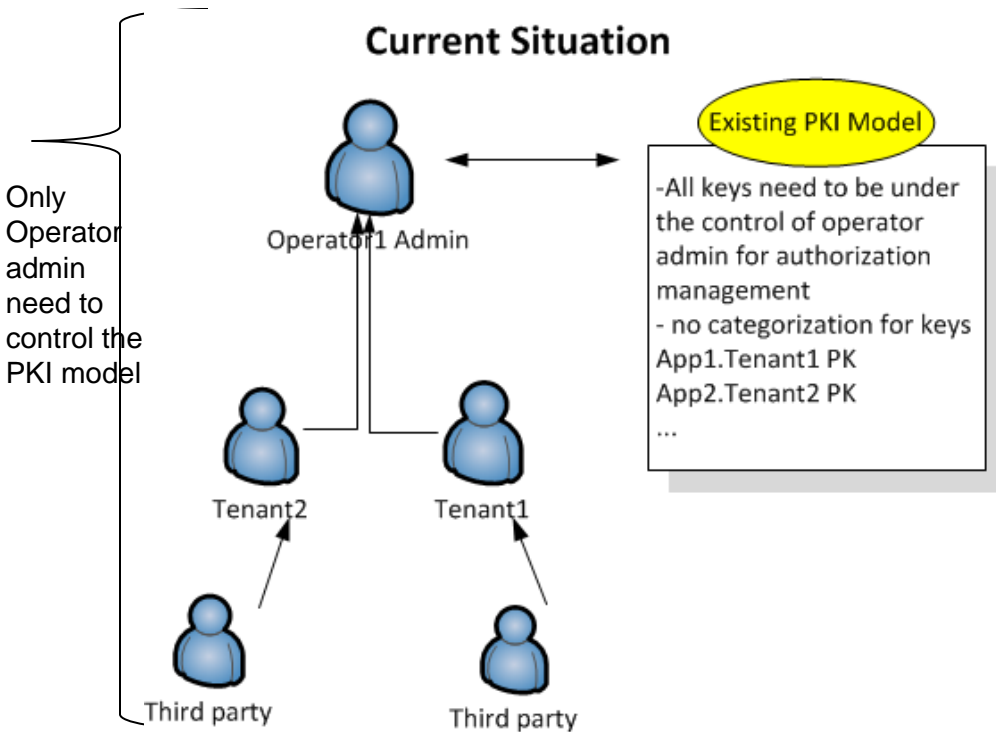 Current Situation
Only
Operator
admin
need to
control the
PKI model
Operator1 Admin
Existing PKI Model
-All keys need to be under
the control of operator
admin for authorization
management
- no categorization for keys
App1.Tenant1 PK
App2.Tenant2 PK
...
Tenant2
Tenant1
Third party
Third party